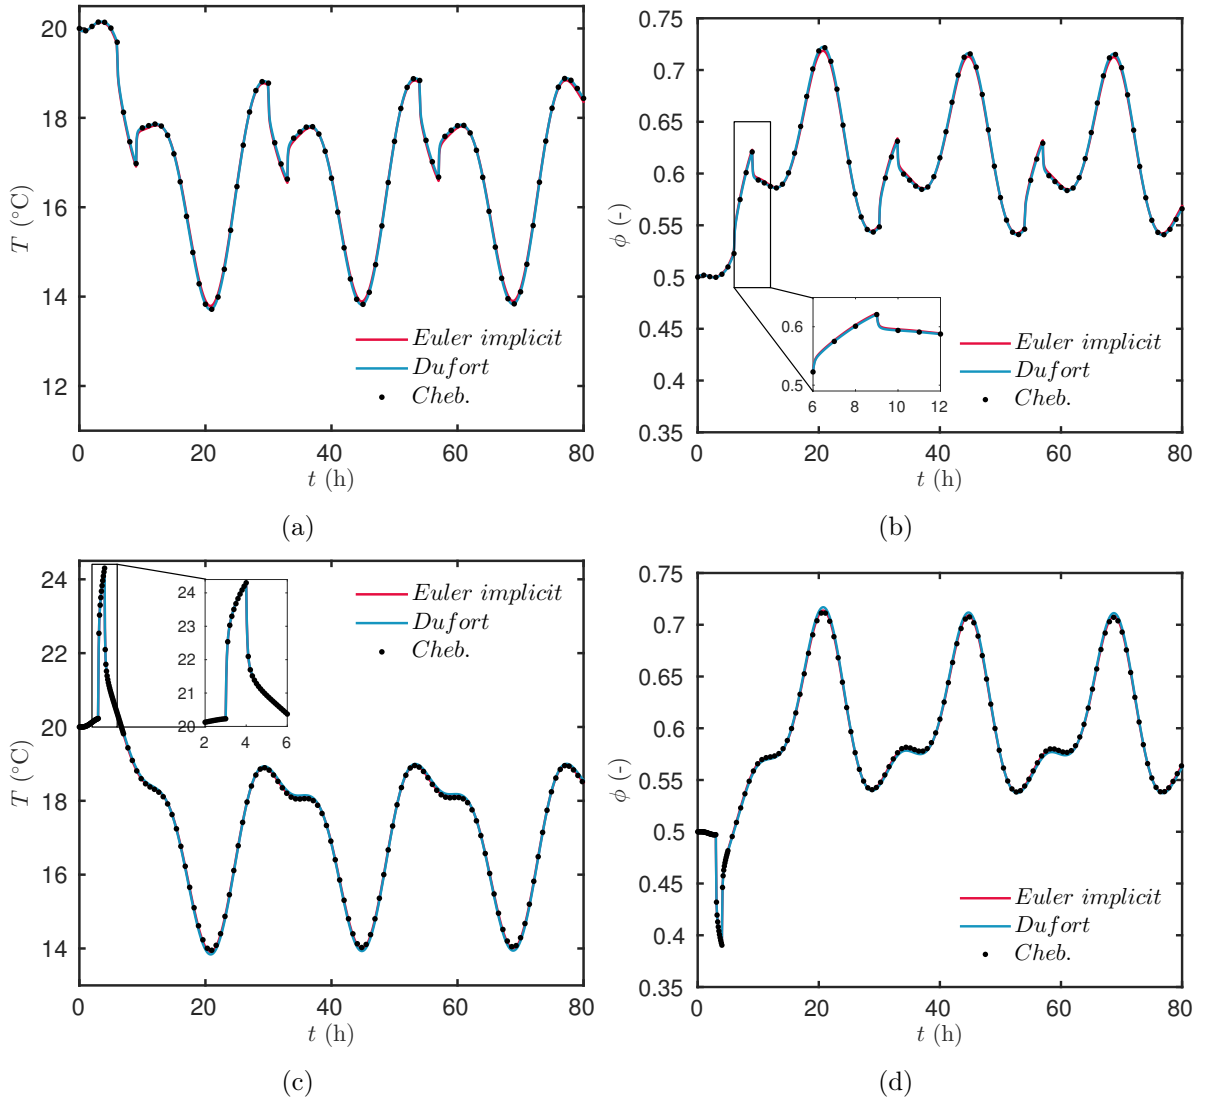 20
18
16
14
12
T (°C)
0
20
40
60
80
t (h)
Euler implicit
Dufort
Cheb.
(a)
0.75
0.7
0.65
0.6
0.55
0.5
0.45
0.4
0.35
ϕ (-)
0
20
40
60
80
t (h)
0.6
0.5
6
8
10
12
Euler implicit
Dufort
Cheb.
(b)
24
22
20
18
16
14
T (°C)
0
20
40
60
80
t (h)
24
23
22
21
20
2
4
6
Euler implicit
Dufort
Cheb.
(c)
0.75
0.7
0.65
0.6
0.55
0.5
0.45
0.4
0.35
ϕ (-)
0
20
40
60
80
t (h)
Euler implicit
Dufort
Cheb.
(d)